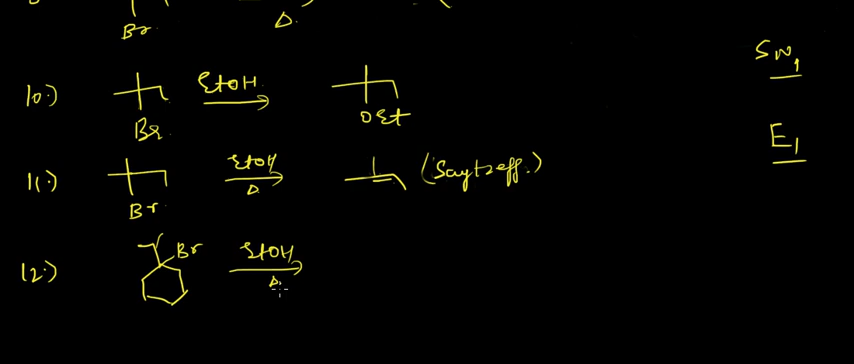 Br
Δ
10.) EtOH
Br OEt
SN1
11.) EtOH (Saytzeff.)
Δ
Br
E1
12.) Br EtOH
Δ